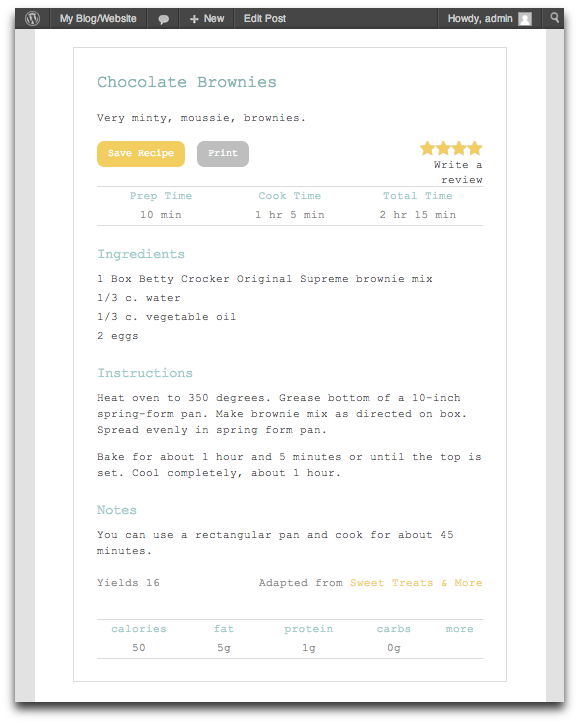 My Blog/Website + New Edit Post Howdy, admin
Chocolate Brownies
Very minty, moussie, brownies.
Save Recipe Print
Write a
review
Prep Time Cook Time Total Time
10 min 1 hr 5 min 2 hr 15 min
Ingredients
1 Box Betty Crocker Original Supreme brownie mix
1/3 c. water
1/3 c. vegetable oil
2 eggs
Instructions
Heat oven to 350 degrees. Grease bottom of a 10-inch
spring-form pan. Make brownie mix as directed on box.
Spread evenly in spring form pan.
Bake for about 1 hour and 5 minutes or until the top is
set. Cool completely, about 1 hour.
Notes
You can use a rectangular pan and cook for about 45
minutes.
Yields 16 Adapted from Sweet Treats & More
calories fat protein carbs more
50 5g 1g 0g